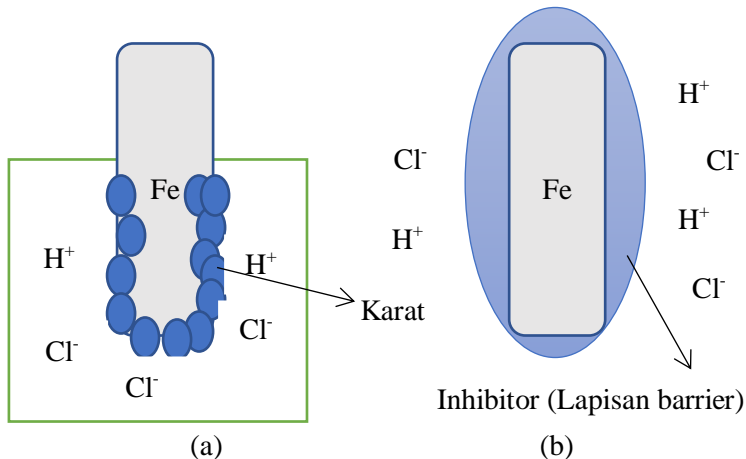 Fe
H⁺
H⁺
Cl⁻
Cl⁻
Cl⁻
Karat
(a)
Fe
Cl⁻
H⁺
H⁺
Cl⁻
H⁺
Cl⁻
Inhibitor (Lapisan barrier)
(b)